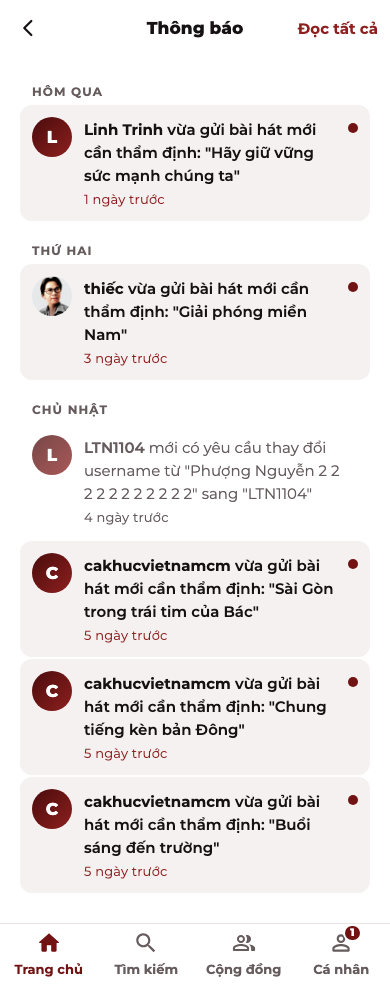 Thông báo
Đọc tất cả
HÔM QUA
L
Linh Trinh vừa gửi bài hát mới
cần thẩm định: "Hãy giữ vững
sức mạnh chúng ta"
1 ngày trước
THỨ HAI
thiếc vừa gửi bài hát mới cần
thẩm định: "Giải phóng miền
Nam"
3 ngày trước
CHỦ NHẬT
L
LTN1104 mới có yêu cầu thay đổi
username từ "Phượng Nguyễn 2 2
2 2 2 2 2 2 2 2 2" sang "LTN1104"
4 ngày trước
C
cakhucvietnamcm vừa gửi bài
hát mới cần thẩm định: "Sài Gòn
trong trái tim của Bác"
5 ngày trước
C
cakhucvietnamcm vừa gửi bài
hát mới cần thẩm định: "Chung
tiếng kèn bản Đông"
5 ngày trước
C
cakhucvietnamcm vừa gửi bài
hát mới cần thẩm định: "Buổi
sáng đến trường"
5 ngày trước
1
Trang chủ
Tìm kiếm
Cộng đồng
Cá nhân